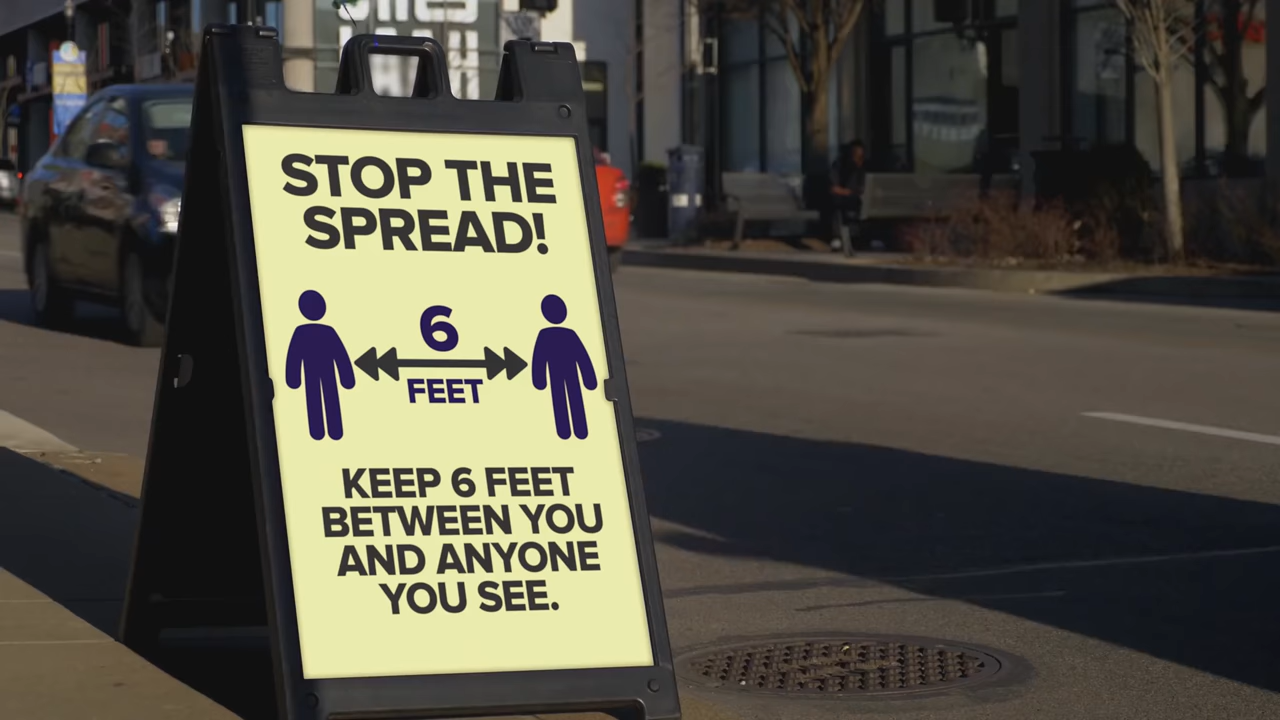 STOP THE
SPREAD!
6
FEET
KEEP 6 FEET
BETWEEN YOU
AND ANYONE
YOU SEE.